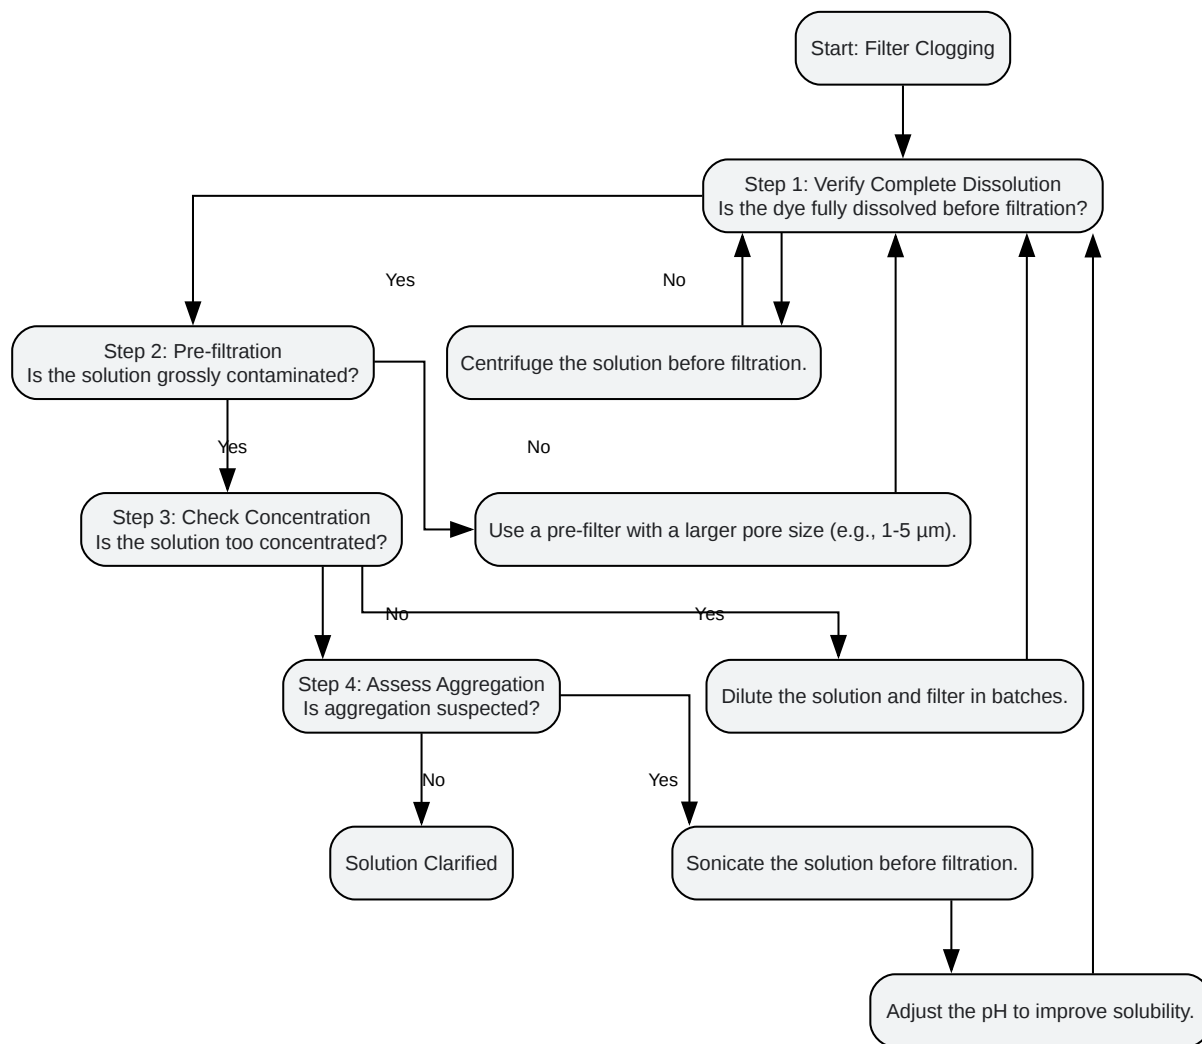 Start: Filter Clogging
Step 1: Verify Complete Dissolution
Is the dye fully dissolved before filtration?
Yes
No
Step 2: Pre-filtration
Is the solution grossly contaminated?
Centrifuge the solution before filtration.
Yes
No
Step 3: Check Concentration
Is the solution too concentrated?
Use a pre-filter with a larger pore size (e.g., 1-5 µm).
No
Yes
Step 4: Assess Aggregation
Is aggregation suspected?
Dilute the solution and filter in batches.
No
Yes
Solution Clarified
Sonicate the solution before filtration.
Adjust the pH to improve solubility.